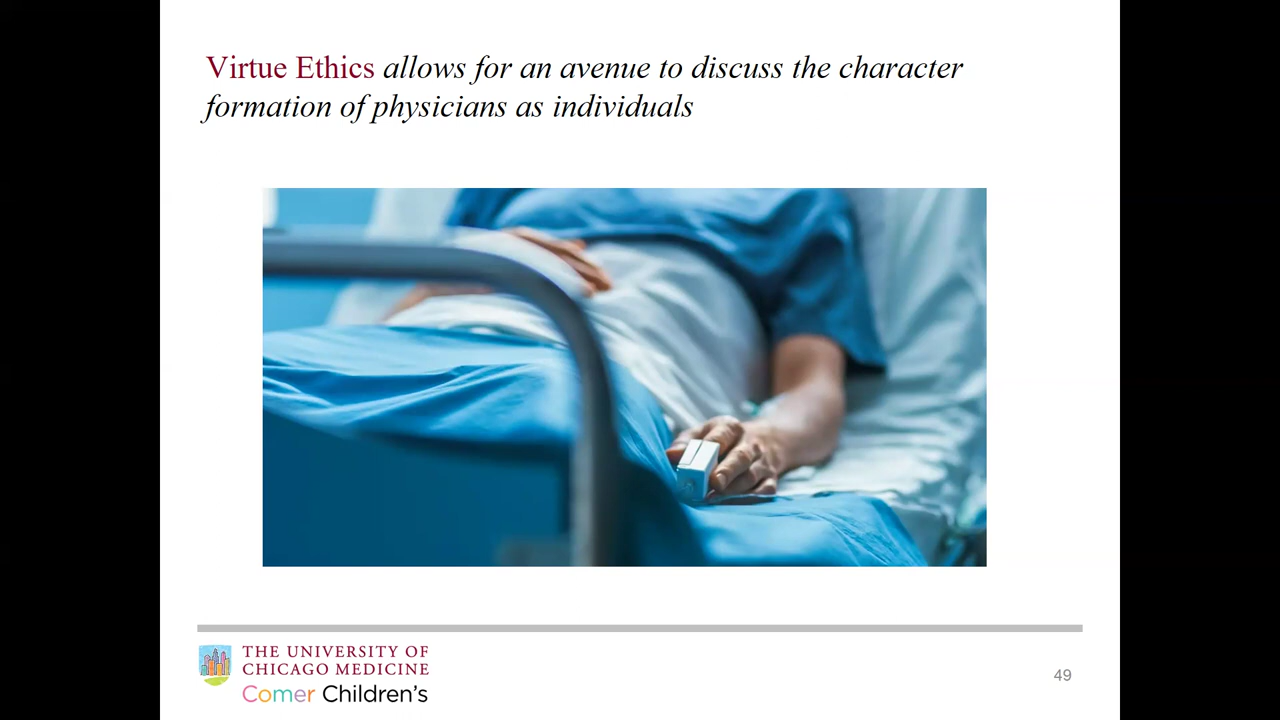 Virtue Ethics allows for an avenue to discuss the character
formation of physicians as individuals
THE UNIVERSITY OF
CHICAGO MEDICINE
Comer Children's
49